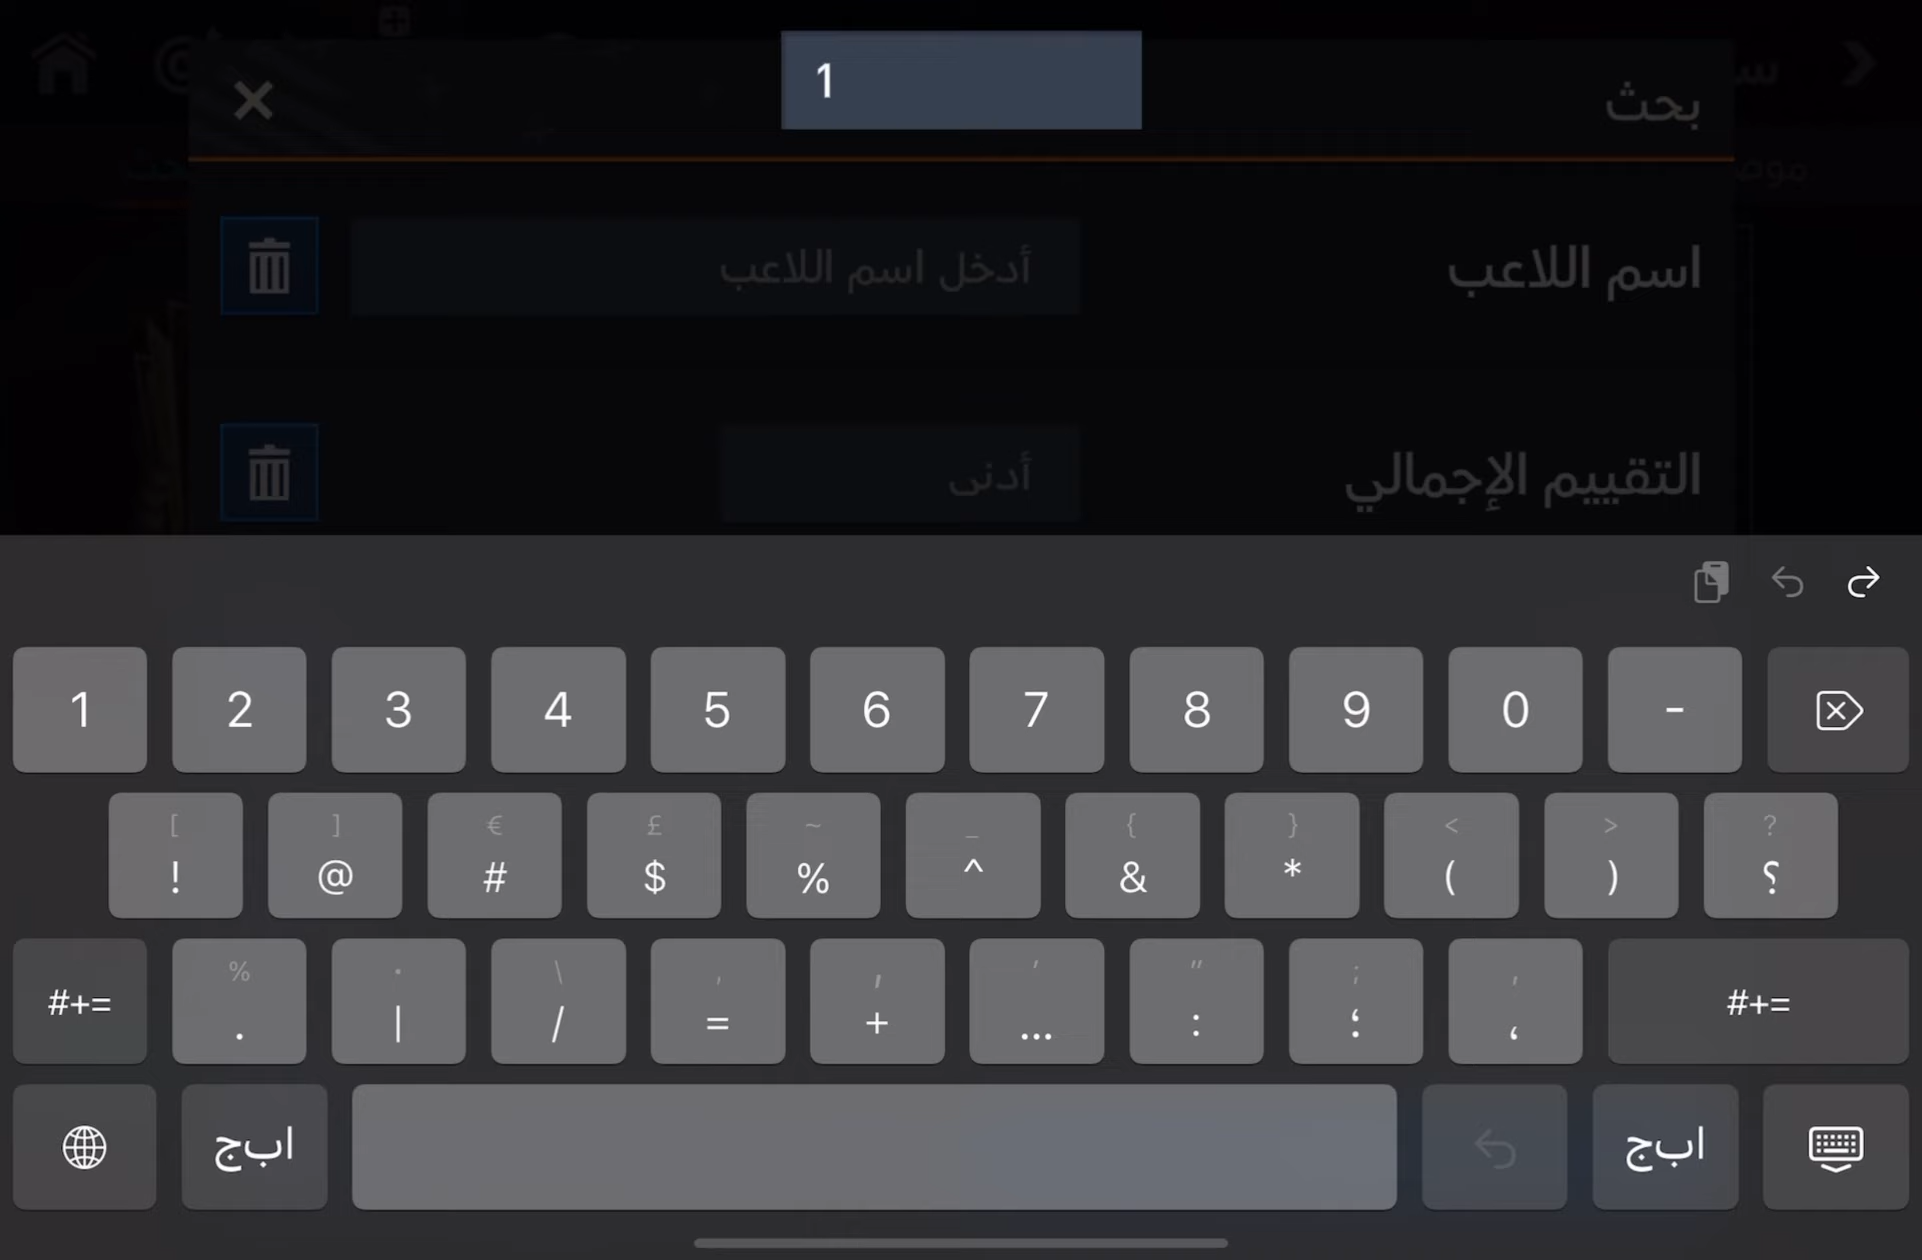 1
بحث
اسم اللاعب
أدخل اسم اللاعب
التقييم الإجمالي
أدنى
1 2 3 4 5 6 7 8 9 0 -
[ ] € £ ~ _ { } < > ?
! @ # $ % ^ & * ( ) ؟
#+= . | / = + ... : ؛ ، #+=
ابج ابج